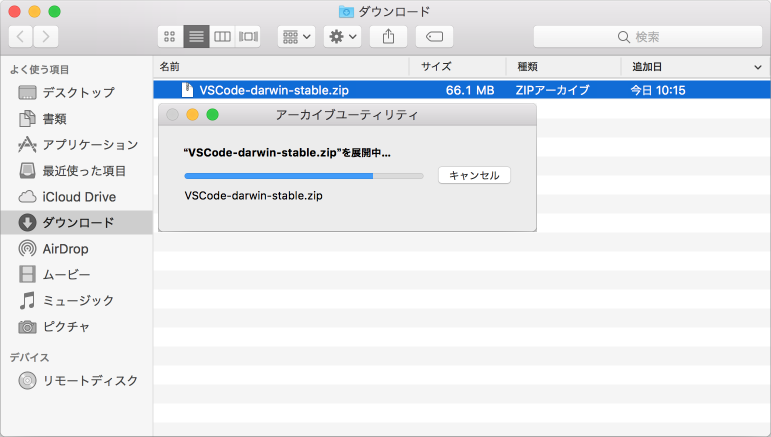 ダウンロード
検索
よく使う項目
デスクトップ
書類
アプリケーション
最近使った項目
iCloud Drive
ダウンロード
AirDrop
ムービー
ミュージック
ピクチャ
デバイス
リモートディスク
名前 サイズ 種類 追加日
VSCode-darwin-stable.zip 66.1 MB ZIPアーカイブ 今日 10:15
アーカイブユーティリティ
“VSCode-darwin-stable.zip”を展開中...
キャンセル
VSCode-darwin-stable.zip